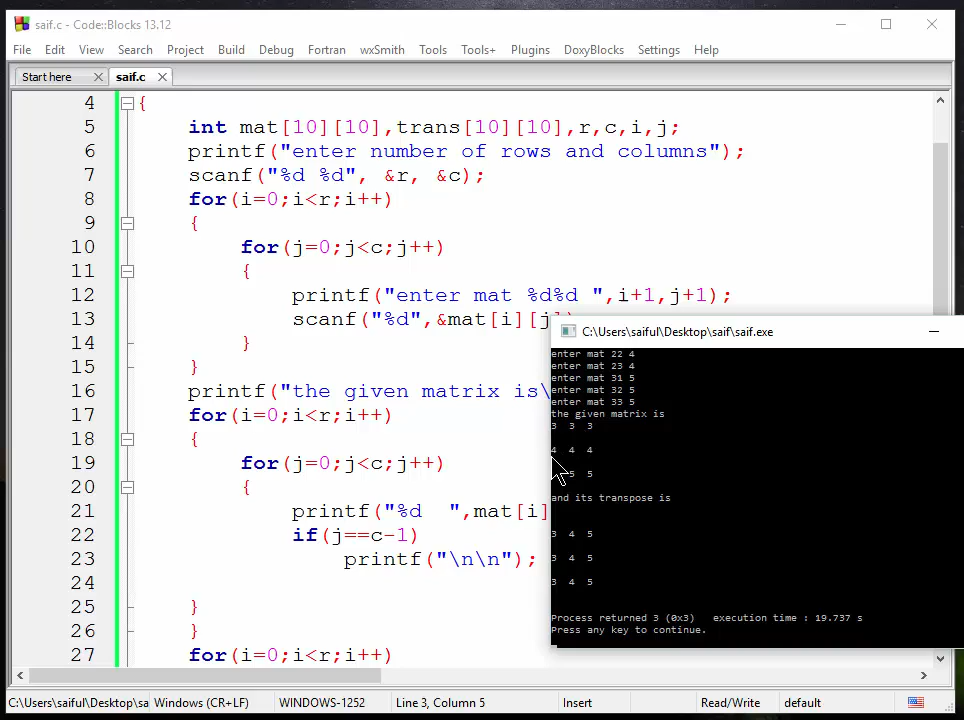 saif.c - Code::Blocks 13.12
File Edit View Search Project Build Debug Fortran wxSmith Tools Tools+ Plugins DoxyBlocks Settings Help
Start here saif.c
4 {
5 int mat[10][10],trans[10][10],r,c,i,j;
6 printf("enter number of rows and columns");
7 scanf("%d %d", &r, &c);
8 for(i=0;i<r;i++)
9 {
10 for(j=0;j<c;j++)
11 {
12 printf("enter mat %d%d ",i+1,j+1);
13 scanf("%d",&mat[i][j]
14 }
15 }
16 printf("the given matrix is\
17 for(i=0;i<r;i++)
18 {
19 for(j=0;j<c;j++)
20 {
21 printf("%d  ",mat[i]
22 if(j==c-1)
23 printf("\n\n");
24
25 }
26 }
27 for(i=0;i<r;i++)
C:\Users\saiful\Desktop\saif\saif.exe
enter mat 22 4
enter mat 23 4
enter mat 31 5
enter mat 32 5
enter mat 33 5
the given matrix is
3 3 3
4 4 4
5 5
and its transpose is
3 4 5
3 4 5
3 4 5
Process returned 3 (0x3)   execution time : 19.737 s
Press any key to continue.
C:\Users\saiful\Desktop\sa Windows (CR+LF) WINDOWS-1252 Line 3, Column 5 Insert Read/Write default